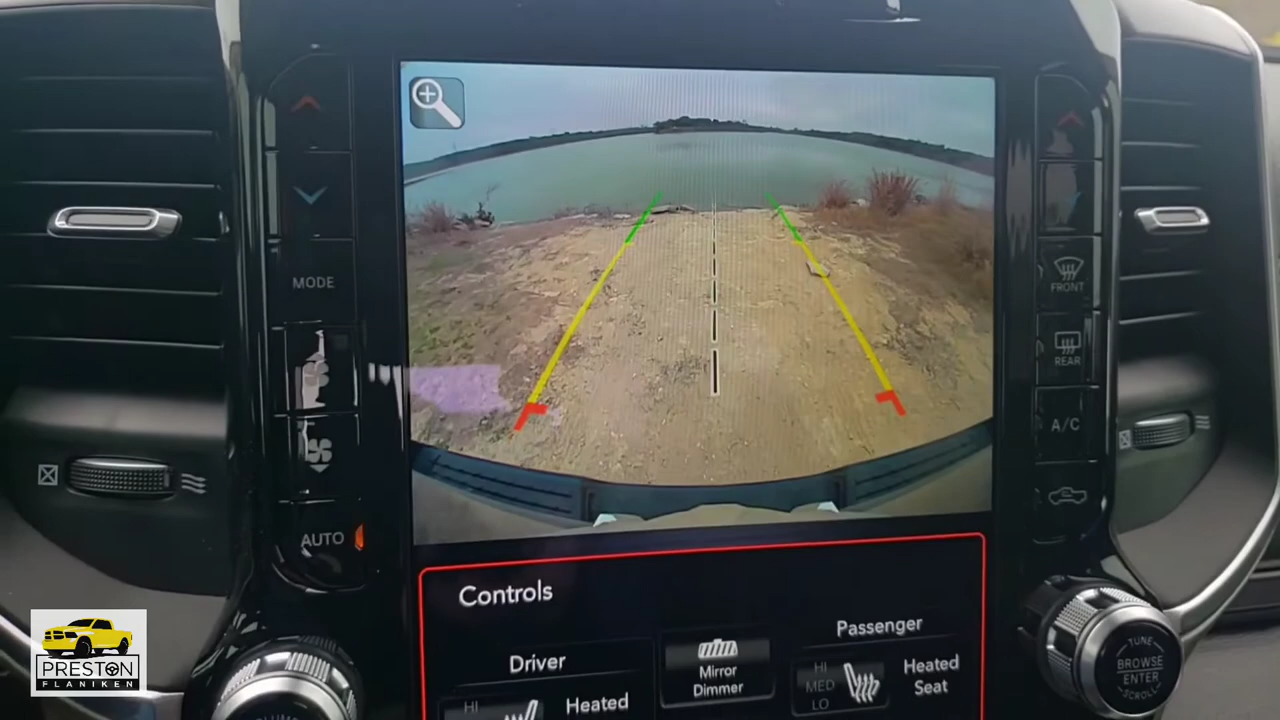 MODE
AUTO
FRONT
REAR
A/C
Controls
Driver
HI
Heated
Mirror
Dimmer
Passenger
HI
MED
LO
Heated
Seat
TUNE
BROWSE
ENTER
SCROLL
PRESTON
FLANIKEN